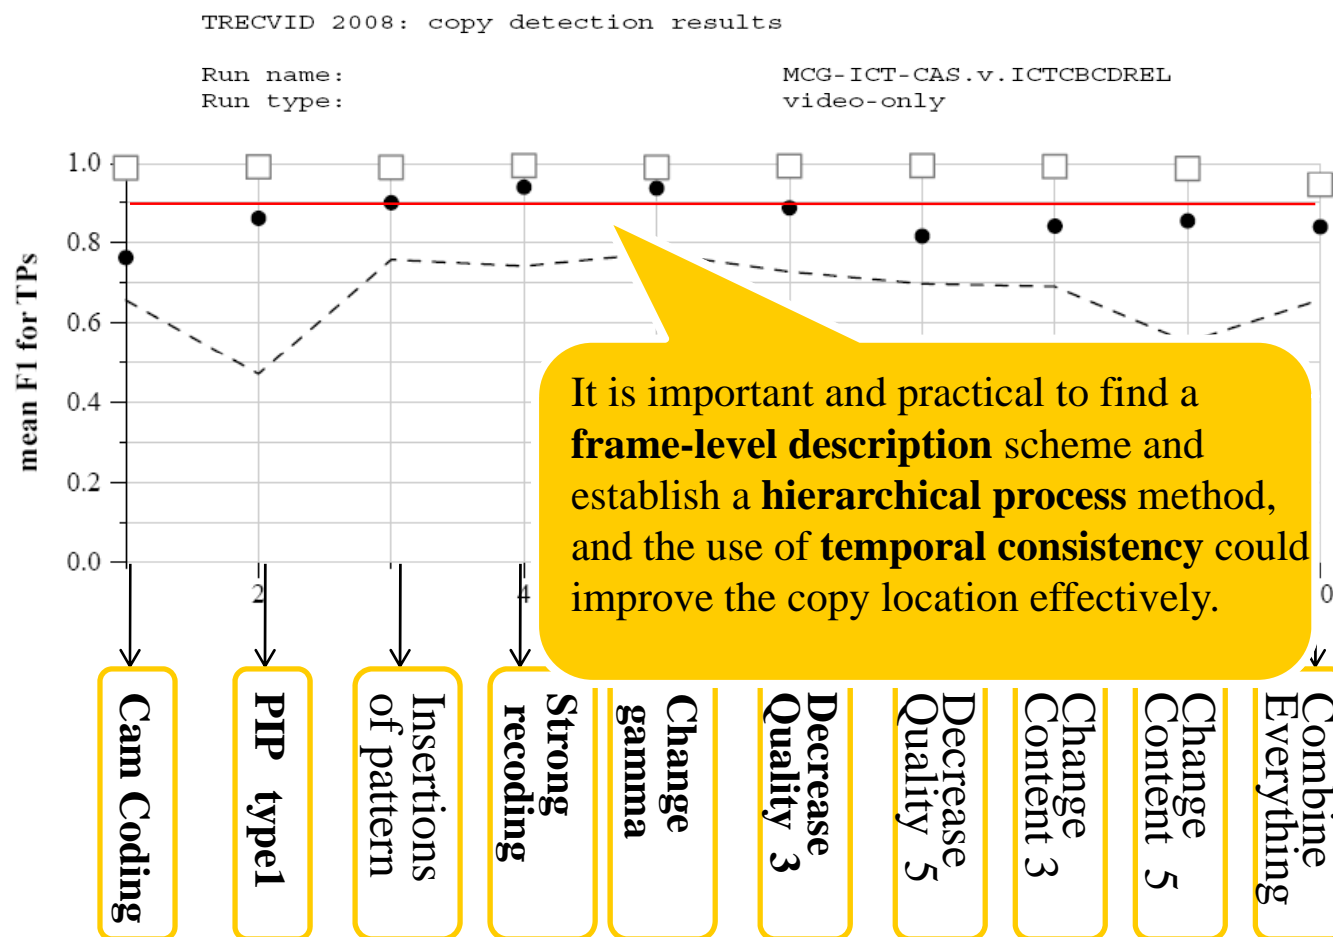 TRECVID 2008: copy detection results
Run name: MCG-ICT-CAS.v.ICTCBCDREL
Run type: video-only
mean F1 for TPs
1.0
0.8
0.6
0.4
0.2
0.0
It is important and practical to find a
frame-level description scheme and
establish a hierarchical process method,
and the use of temporal consistency could
improve the copy location effectively.
2
4
0
Cam Coding
PIP type1
Insertions
of pattern
Strong
recoding
Change
gamma
Decrease
Quality 3
Decrease
Quality 5
Change
Content 3
Change
Content 5
Combine
Everything